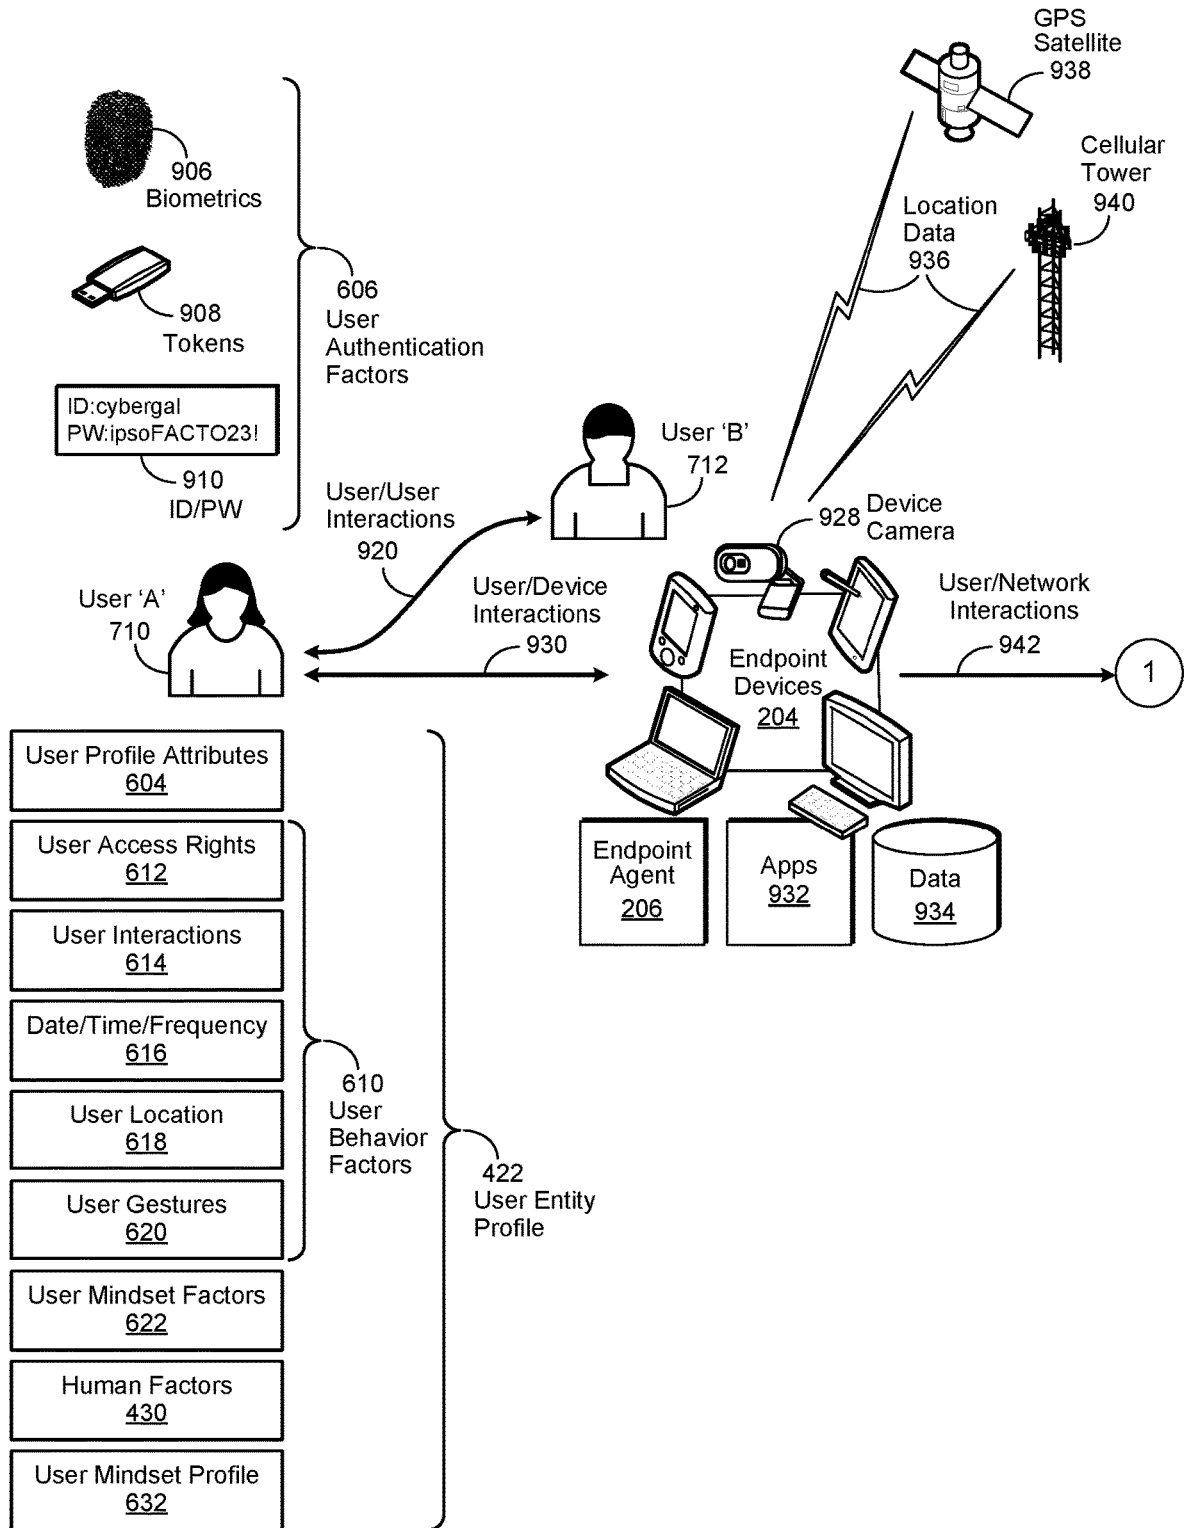 GPS
Satellite
938
Cellular
Tower
940
Location
Data
936
906
Biometrics
908
Tokens
ID:cybergal
PW:ipsoFACTO23!
910
ID/PW
606
User
Authentication
Factors
User 'B'
712
User/User
Interactions
920
928
Device
Camera
User 'A'
710
User/Device
Interactions
930
Endpoint
Devices
204
User/Network
Interactions
942
1
Endpoint
Agent
206
Apps
932
Data
934
User Profile Attributes
604
User Access Rights
612
User Interactions
614
Date/Time/Frequency
616
User Location
618
User Gestures
620
User Mindset Factors
622
Human Factors
430
User Mindset Profile
632
610
User
Behavior
Factors
422
User Entity
Profile